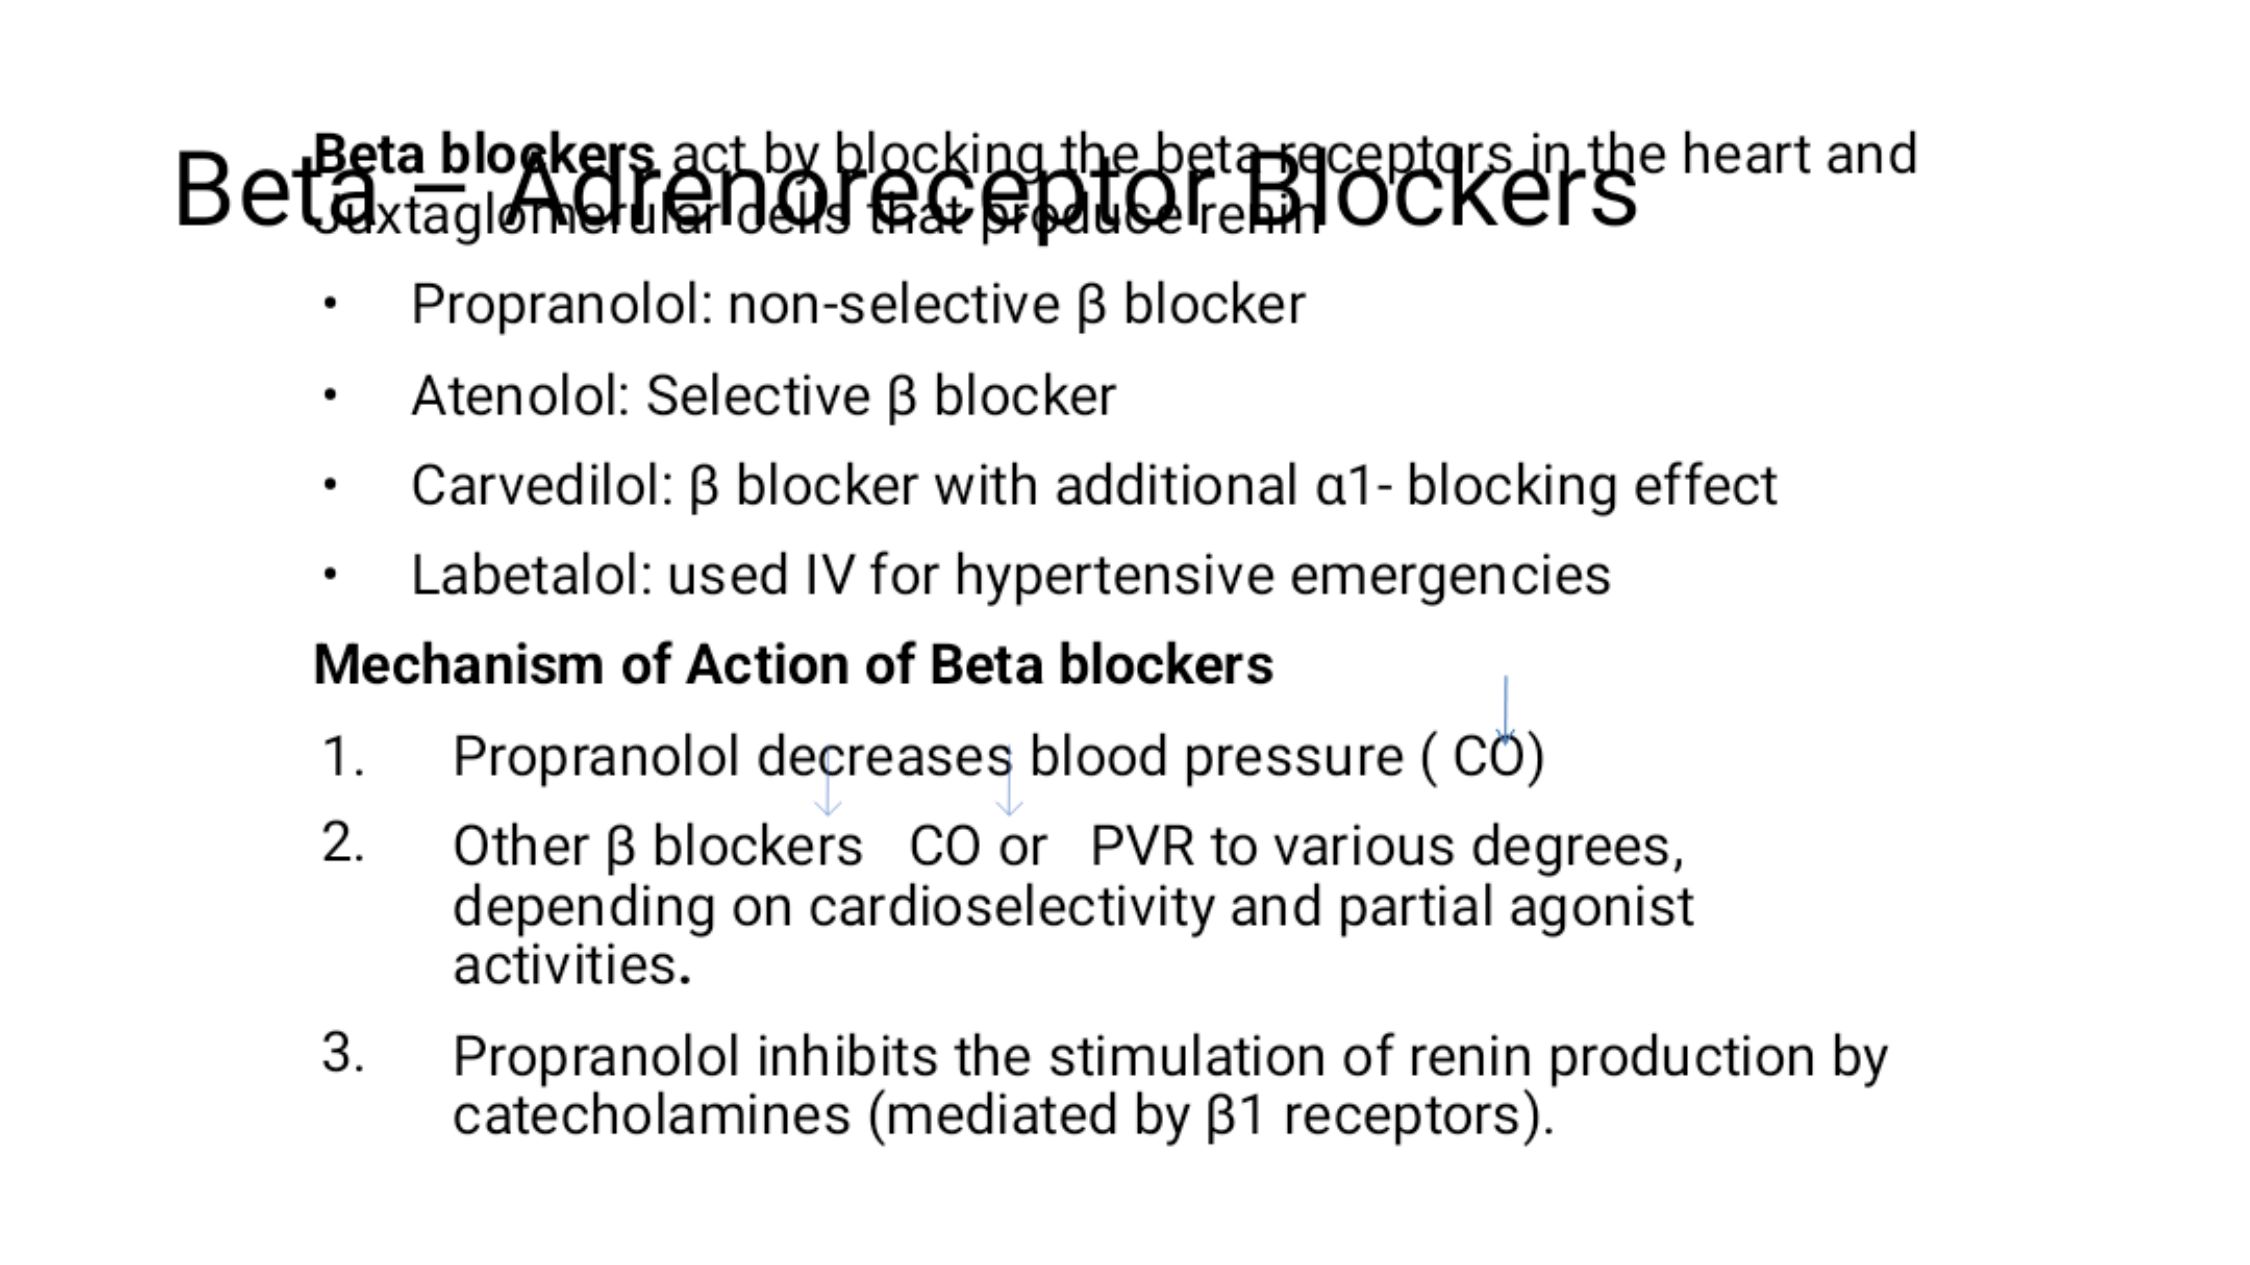 Beta – Adrenoreceptor Blockers
Beta blockers act by blocking the beta receptors in the heart and
Juxtaglomerular cells that produce renin
• Propranolol: non-selective β blocker
• Atenolol: Selective β blocker
• Carvedilol: β blocker with additional α1- blocking effect
• Labetalol: used IV for hypertensive emergencies
Mechanism of Action of Beta blockers
1. Propranolol decreases blood pressure ( CO)
2. Other β blockers CO or PVR to various degrees,
depending on cardioselectivity and partial agonist
activities.
3. Propranolol inhibits the stimulation of renin production by
catecholamines (mediated by β1 receptors).